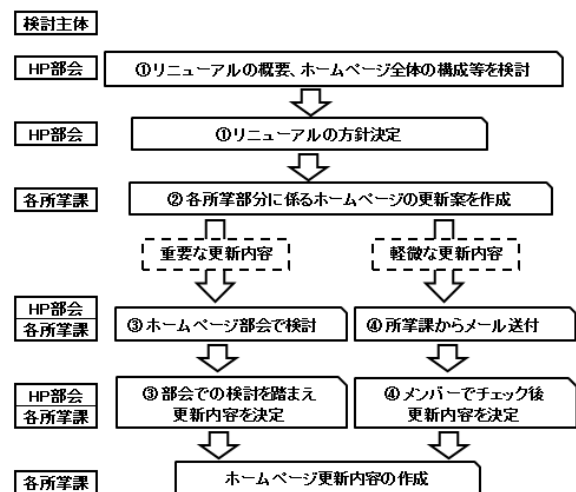 検討主体
HP部会
①リニューアルの概要、ホームページ全体の構成等を検討
HP部会
①リニューアルの方針決定
各所掌課
②各所掌部分に係るホームページの更新案を作成
重要な更新内容
軽微な更新内容
HP部会
各所掌課
③ホームページ部会で検討
④所掌課からメール送付
HP部会
各所掌課
③部会での検討を踏まえ
更新内容を決定
④メンバーでチェック後
更新内容を決定
各所掌課
ホームページ更新内容の作成